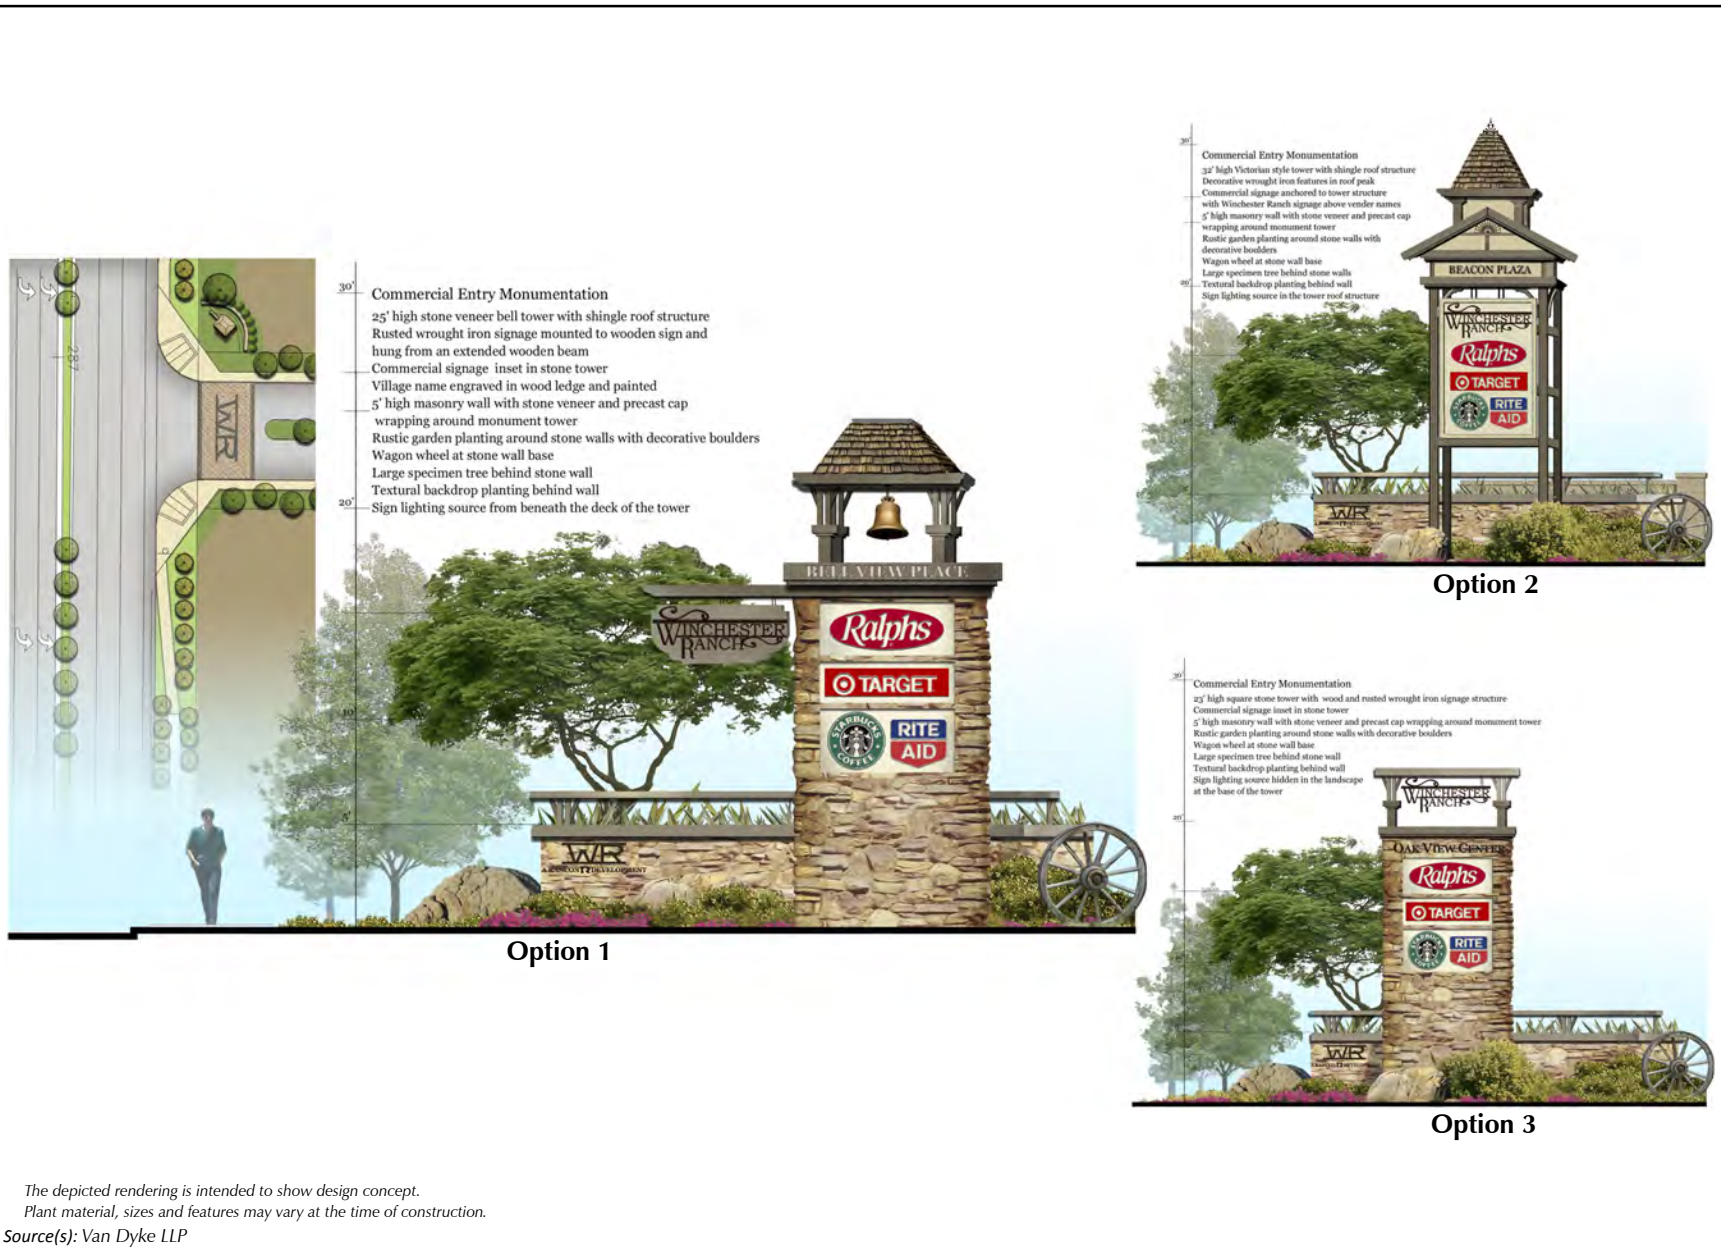 30'
Commercial Entry Monumentation
25' high stone veneer bell tower with shingle roof structure
Rusted wrought iron signage mounted to wooden sign and
hung from an extended wooden beam
Commercial signage inset in stone tower
Village name engraved in wood ledge and painted
5' high masonry wall with stone veneer and precast cap
wrapping around monument tower
Rustic garden planting around stone walls with decorative boulders
Wagon wheel at stone wall base
Large specimen tree behind stone wall
Textural backdrop planting behind wall
20'
Sign lighting source from beneath the deck of the tower
287
WR
BELL VIEW PLACE
WINCHESTER
RANCH
Ralphs
TARGET
STARBUCKS
COFFEE
RITE
AID
10'
5'
WR
A RANCON DEVELOPMENT
Option 1
30'
Commercial Entry Monumentation
32' high Victorian style tower with shingle roof structure
Decorative wrought iron features in roof peak
Commercial signage anchored to tower structure
with Winchester Ranch signage above vender names
5' high masonry wall with stone veneer and precast cap
wrapping around monument tower
Rustic garden planting around stone walls with
decorative boulders
Wagon wheel at stone wall base
Large specimen tree behind stone walls
20'
Textural backdrop planting behind wall
Sign lighting source in the tower roof structure
BEACON PLAZA
WINCHESTER
RANCH
Ralphs
TARGET
STARBUCKS
COFFEE
RITE
AID
WR
Option 2
30'
Commercial Entry Monumentation
23' high square stone tower with wood and rusted wrought iron signage structure
Commercial signage inset in stone tower
5' high masonry wall with stone veneer and precast cap wrapping around monument tower
Rustic garden planting around stone walls with decorative boulders
Wagon wheel at stone wall base
Large specimen tree behind stone wall
Textural backdrop planting behind wall
Sign lighting source hidden in the landscape
at the base of the tower
20'
WINCHESTER
RANCH
OAK VIEW CENTER
Ralphs
TARGET
STARBUCKS
COFFEE
RITE
AID
WR
Option 3
The depicted rendering is intended to show design concept.
Plant material, sizes and features may vary at the time of construction.
Source(s): Van Dyke LLP